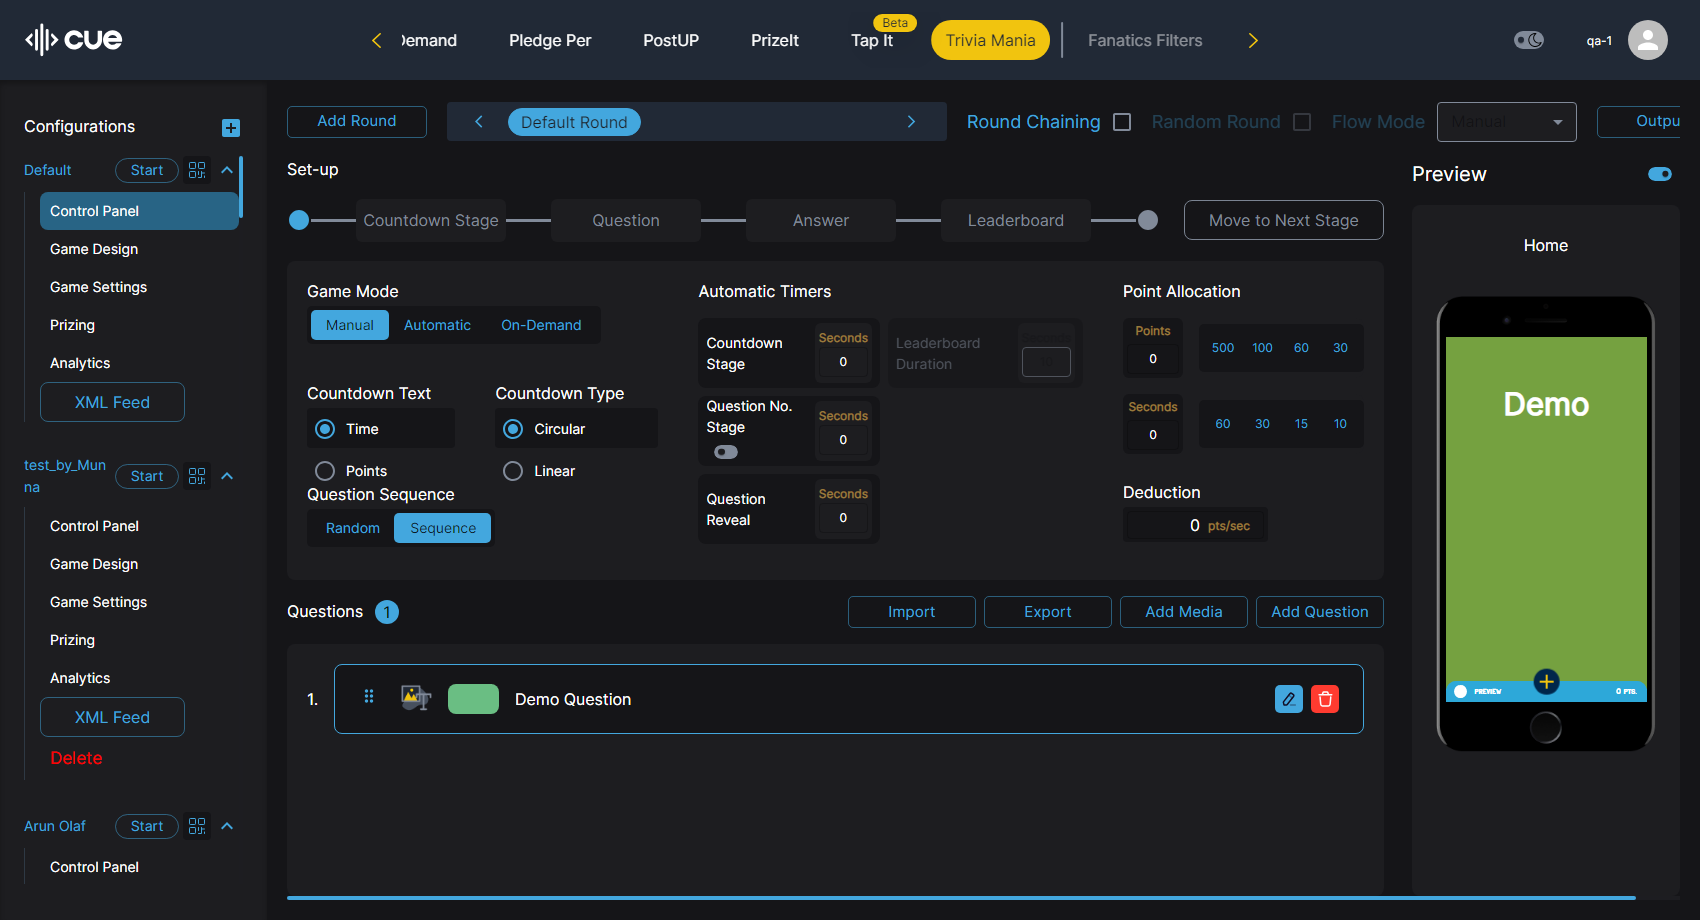 cue
Demand
Pledge Per
PostUP
PrizeIt
Beta
Tap It
Trivia Mania
Fanatics Filters
qa-1
Configurations
Default
Start
Control Panel
Game Design
Game Settings
Prizing
Analytics
XML Feed
test_by_Mun
na
Start
Control Panel
Game Design
Game Settings
Prizing
Analytics
XML Feed
Delete
Arun Olaf
Start
Control Panel
Add Round
Default Round
Round Chaining
Random Round
Flow Mode
Manual
Outpu
Set-up
Countdown Stage
Question
Answer
Leaderboard
Move to Next Stage
Game Mode
Manual
Automatic
On-Demand
Countdown Text
Time
Points
Countdown Type
Circular
Linear
Question Sequence
Random
Sequence
Automatic Timers
Countdown
Stage
Seconds
0
Leaderboard
Duration
Question No.
Stage
Seconds
0
Question
Reveal
Seconds
0
Point Allocation
Points
0
500 100 60 30
Seconds
0
60 30 15 10
Deduction
0 pts/sec
Questions 1
Import
Export
Add Media
Add Question
1.
Demo Question
Preview
Home
Demo
PREVIEW
0 PTS.